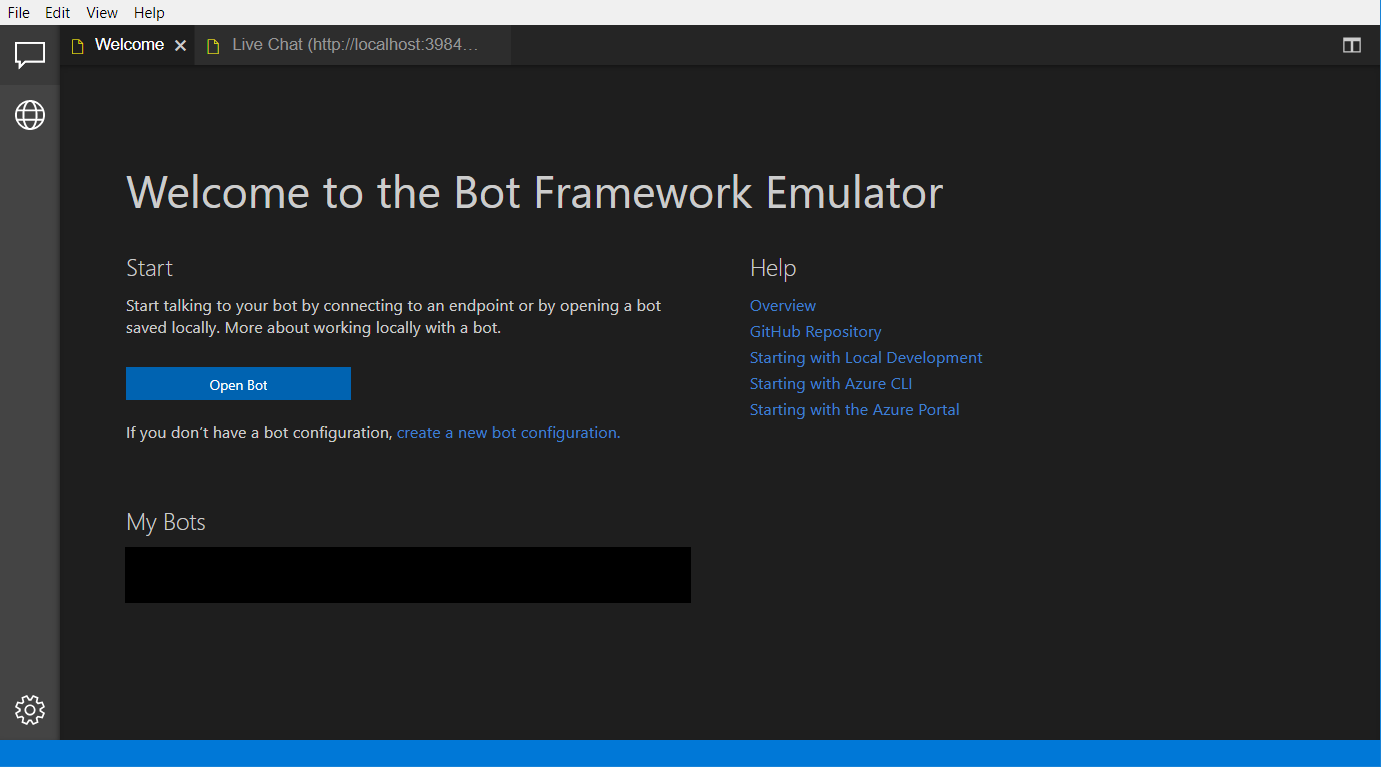 File Edit View Help
Welcome
Live Chat (http://localhost:3984...
Welcome to the Bot Framework Emulator
Start
Start talking to your bot by connecting to an endpoint or by opening a bot
saved locally. More about working locally with a bot.
Open Bot
If you don't have a bot configuration, create a new bot configuration.
My Bots
Help
Overview
GitHub Repository
Starting with Local Development
Starting with Azure CLI
Starting with the Azure Portal